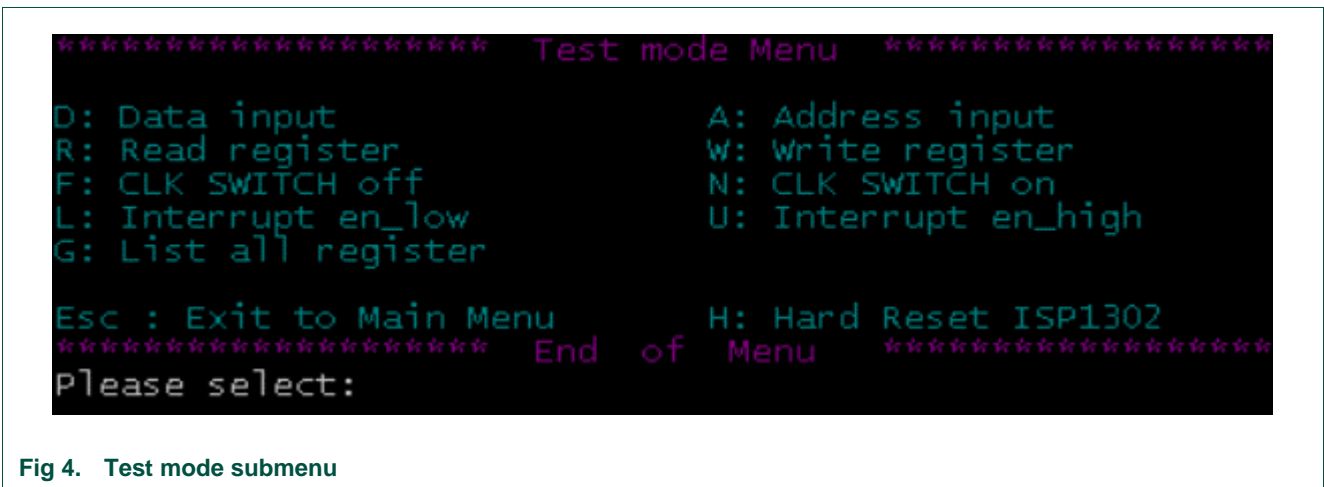 ******************** Test mode Menu ******************
D: Data input A: Address input
R: Read register W: Write register
F: CLK SWITCH off N: CLK SWITCH on
L: Interrupt en_low U: Interrupt en_high
G: List all register
Esc : Exit to Main Menu H: Hard Reset ISP1302
******************** End of Menu ******************
Please select:
Fig 4. Test mode submenu